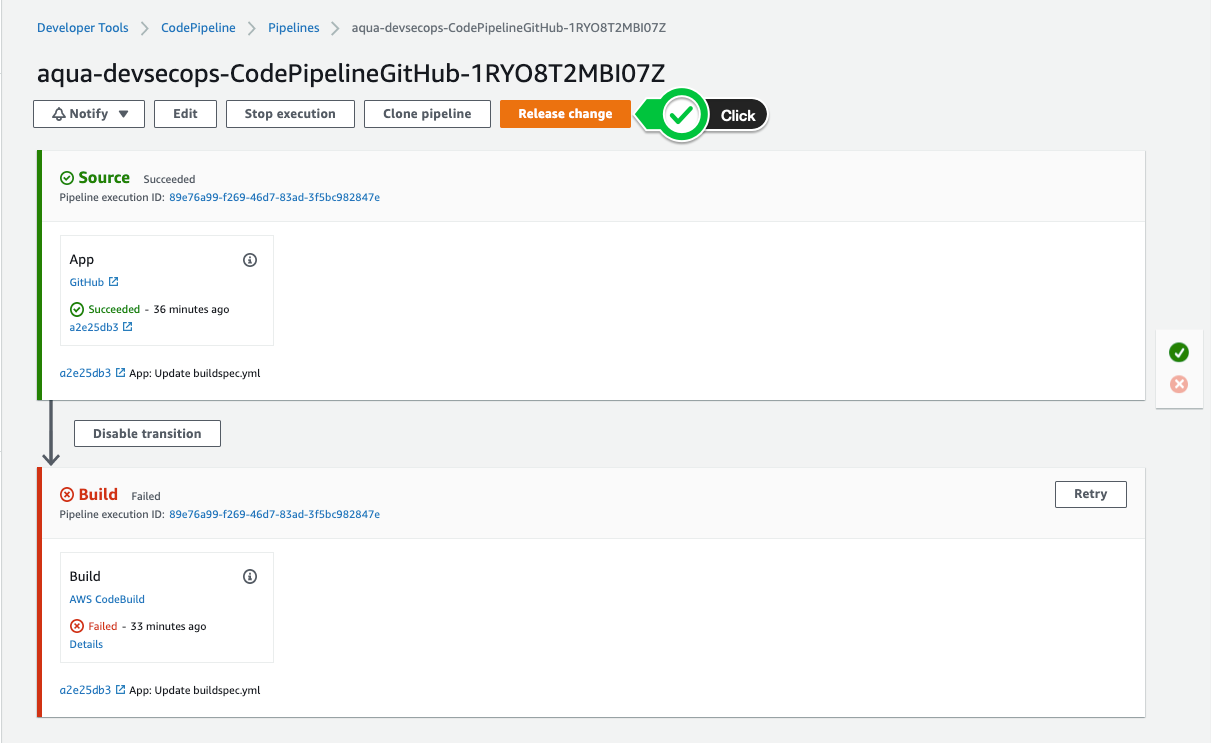 Developer Tools > CodePipeline > Pipelines > aqua-devsecops-CodePipelineGitHub-1RYO8T2MBI07Z
aqua-devsecops-CodePipelineGitHub-1RYO8T2MBI07Z
Notify Edit Stop execution Clone pipeline Release change Click
Source Succeeded
Pipeline execution ID: 89e76a99-f269-46d7-83ad-3f5bc982847e
App
GitHub
Succeeded - 36 minutes ago
a2e25db3
a2e25db3 App: Update buildspec.yml
Disable transition
Build Failed Retry
Pipeline execution ID: 89e76a99-f269-46d7-83ad-3f5bc982847e
Build
AWS CodeBuild
Failed - 33 minutes ago
Details
a2e25db3 App: Update buildspec.yml